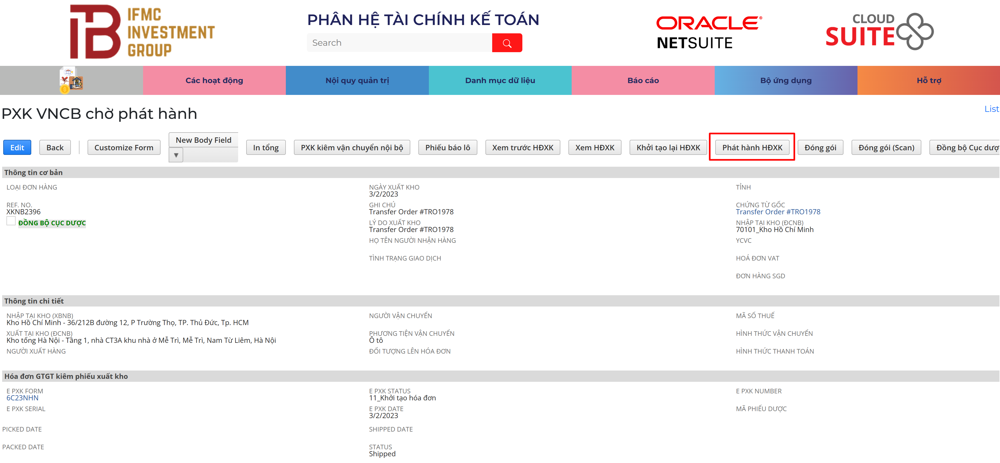 IFMC
INVESTMENT
GROUP
PHÂN HỆ TÀI CHÍNH KẾ TOÁN
Search
ORACLE®
NETSUITE
CLOUD
SUITE
Các hoạt động
Nội quy quản trị
Danh mục dữ liệu
Báo cáo
Bộ ứng dụng
Hỗ trợ
PXK VNCB chờ phát hành
List
Edit
Back
Customize Form
New Body Field
In tổng
PXK kiêm vận chuyển nội bộ
Phiếu báo lô
Xem trước HĐXK
Xem HĐXK
Khởi tạo lại HĐXK
Phát hành HĐXK
Đóng gói
Đóng gói (Scan)
Đồng bộ Cục dượ
Thông tin cơ bản
LOẠI ĐƠN HÀNG
NGÀY XUẤT KHO
3/2/2023
TỈNH
REF. NO.
XKNB2396
GHI CHÚ
Transfer Order #TRO1978
CHỨNG TỪ GỐC
Transfer Order #TRO1978
ĐỒNG BỘ CỤC DƯỢC
LÝ DO XUẤT KHO
Transfer Order #TRO1978
NHẬP TẠI KHO (ĐCNB)
70101_Kho Hồ Chí Minh
HỌ TÊN NGƯỜI NHẬN HÀNG
YCVC
TÌNH TRẠNG GIAO DỊCH
HOÁ ĐƠN VAT
ĐƠN HÀNG SGD
Thông tin chi tiết
NHẬP TẠI KHO (XBNB)
Kho Hồ Chí Minh - 36/212B đường 12, P Trường Thọ, TP. Thủ Đức, Tp. HCM
NGƯỜI VẬN CHUYỂN
MÃ SỐ THUẾ
XUẤT TẠI KHO (ĐCNB)
Kho tổng Hà Nội - Tầng 1, nhà CT3A khu nhà ở Mễ Trì, Mễ Trì, Nam Từ Liêm, Hà Nội
PHƯƠNG TIỆN VẬN CHUYỂN
Ô tô
HÌNH THỨC VẬN CHUYỂN
NGƯỜI XUẤT HÀNG
ĐỐI TƯỢNG LÊN HÓA ĐƠN
HÌNH THỨC THANH TOÁN
Hóa đơn GTGT kiêm phiếu xuất kho
E PXK FORM
6C23NHN
E PXK STATUS
11_Khởi tạo hóa đơn
E PXK NUMBER
E PXK SERIAL
E PXK DATE
3/2/2023
MÃ PHIẾU DƯỢC
PICKED DATE
SHIPPED DATE
PACKED DATE
STATUS
Shipped